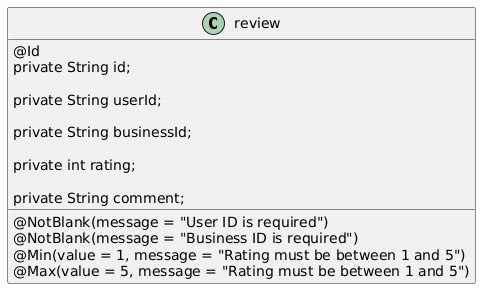 C review
@Id
private String id;
private String userId;
private String businessId;
private int rating;
private String comment;
@NotBlank(message = "User ID is required")
@NotBlank(message = "Business ID is required")
@Min(value = 1, message = "Rating must be between 1 and 5")
@Max(value = 5, message = "Rating must be between 1 and 5")